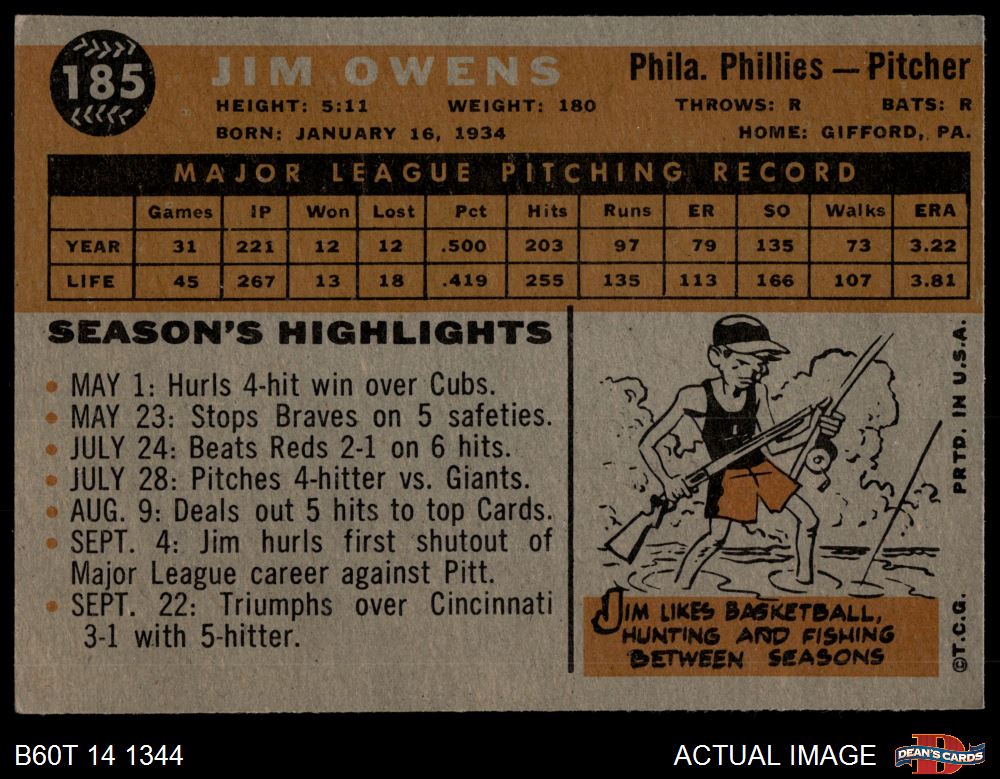 185
JIM OWENS
Phila. Phillies — Pitcher
HEIGHT: 5:11 WEIGHT: 180 THROWS: R BATS: R
BORN: JANUARY 16, 1934 HOME: GIFFORD, PA.
MAJOR LEAGUE PITCHING RECORD
Games IP Won Lost Pct Hits Runs ER SO Walks ERA
YEAR 31 221 12 12 .500 203 97 79 135 73 3.22
LIFE 45 267 13 18 .419 255 135 113 166 107 3.81
SEASON'S HIGHLIGHTS
• MAY 1: Hurls 4-hit win over Cubs.
• MAY 23: Stops Braves on 5 safeties.
• JULY 24: Beats Reds 2-1 on 6 hits.
• JULY 28: Pitches 4-hitter vs. Giants.
• AUG. 9: Deals out 5 hits to top Cards.
• SEPT. 4: Jim hurls first shutout of
Major League career against Pitt.
• SEPT. 22: Triumphs over Cincinnati
3-1 with 5-hitter.
JIM LIKES BASKETBALL,
HUNTING AND FISHING
BETWEEN SEASONS
©T.C.G. PRTD. IN U.S.A.
B60T 14 1344
ACTUAL IMAGE
B
DEAN'S CARDS